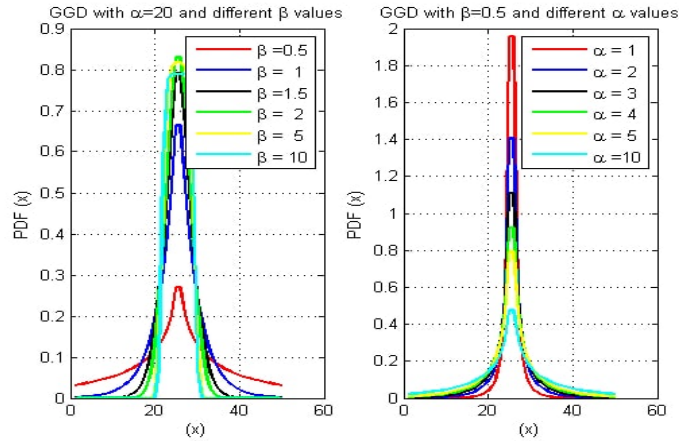 GGD with α=20 and different β values
0.9
0.8
0.7
0.6
0.5
0.4
0.3
0.2
0.1
0
PDF (x)
β =0.5
β = 1
β =1.5
β = 2
β = 5
β = 10
0 20 40 60
(x)
GGD with β=0.5 and different α values
2
1.8
1.6
1.4
1.2
1
0.8
0.6
0.4
0.2
0
PDF (x)
α = 1
α = 2
α = 3
α = 4
α = 5
α = 10
0 20 40 60
(x)